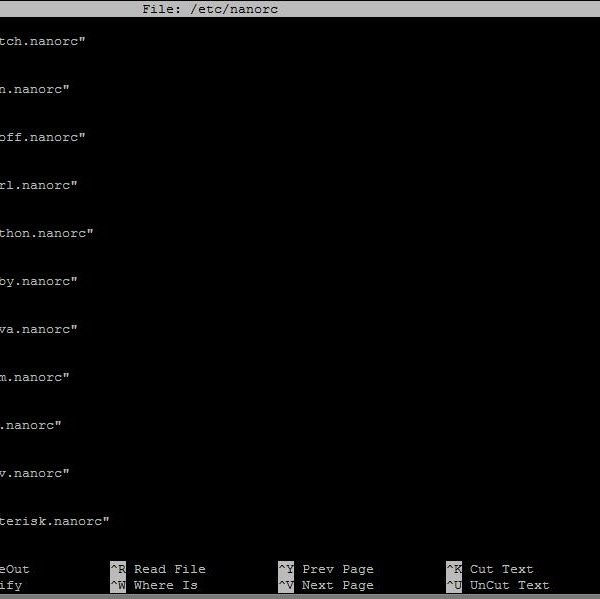 File: /etc/nanorc
tch.nanorc"
n.nanorc"
off.nanorc"
rl.nanorc"
thon.nanorc"
by.nanorc"
va.nanorc"
m.nanorc"
.nanorc"
v.nanorc"
terisk.nanorc"
eOut ^R Read File ^Y Prev Page ^K Cut Text
ify ^W Where Is ^V Next Page ^U UnCut Text